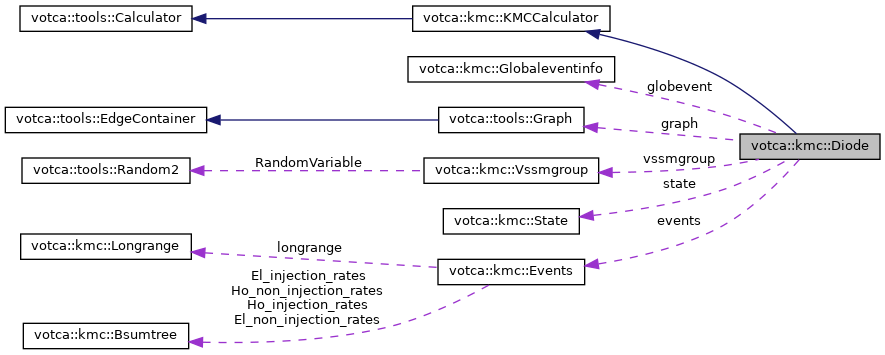 votca::tools::Calculator
votca::kmc::KMCCalculator
votca::kmc::Globaleventinfo
globevent
votca::tools::EdgeContainer
votca::tools::Graph
graph
votca::kmc::Diode
votca::tools::Random2
RandomVariable
votca::kmc::Vssmgroup
vssmgroup
state
votca::kmc::State
events
votca::kmc::Longrange
longrange
votca::kmc::Events
El_injection_rates
Ho_non_injection_rates
Ho_injection_rates
El_non_injection_rates
votca::kmc::Bsumtree